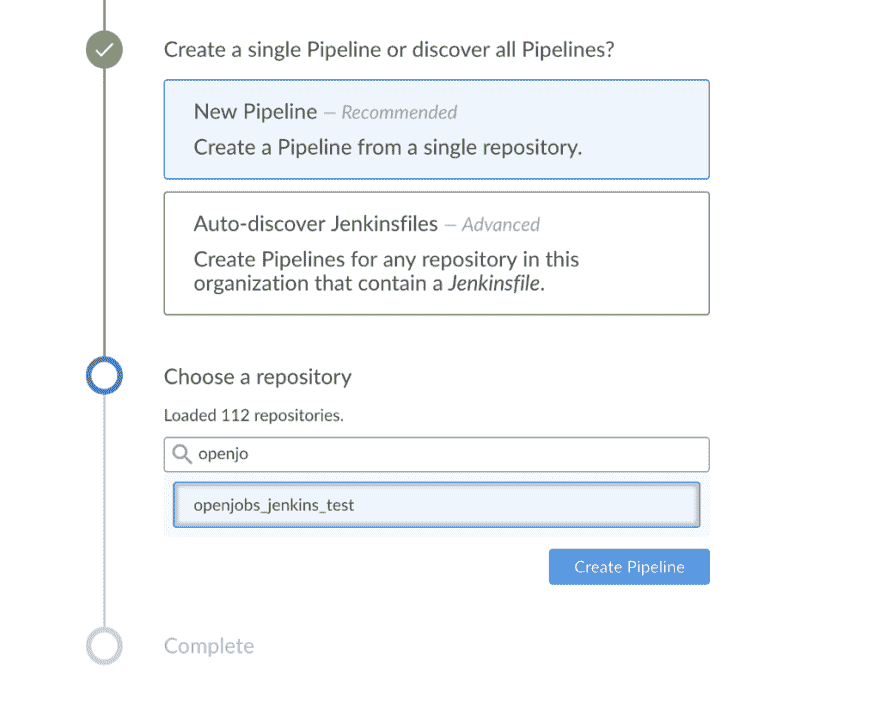 Create a single Pipeline or discover all Pipelines?
New Pipeline – Recommended
Create a Pipeline from a single repository.
Auto-discover Jenkinsfiles – Advanced
Create Pipelines for any repository in this
organization that contain a Jenkinsfile.
Choose a repository
Loaded 112 repositories.
openjo
openjobs_jenkins_test
Create Pipeline
Complete